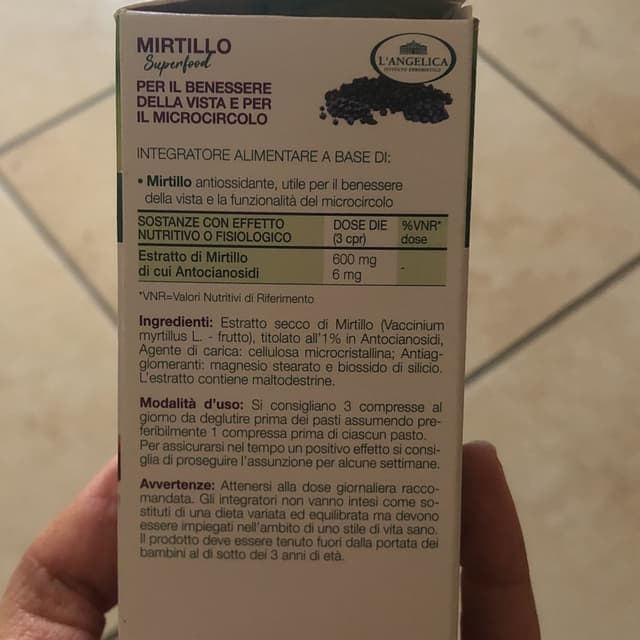 MIRTILLO
Superfood
L'ANGELICA
ISTITUTO ERBORISTICO
PER IL BENESSERE
DELLA VISTA E PER
IL MICROCIRCOLO
INTEGRATORE ALIMENTARE A BASE DI:
• Mirtillo antiossidante, utile per il benessere
della vista e la funzionalità del microcircolo
SOSTANZE CON EFFETTO DOSE DIE %VNR*
NUTRITIVO O FISIOLOGICO (3 cpr) dose
Estratto di Mirtillo 600 mg -
di cui Antocianosidi 6 mg
*VNR=Valori Nutritivi di Riferimento
Ingredienti: Estratto secco di Mirtillo (Vaccinium
myrtillus L. - frutto), titolato all'1% in Antocianosidi,
Agente di carica: cellulosa microcristallina; Antiag-
glomeranti: magnesio stearato e biossido di silicio.
L'estratto contiene maltodestrine.
Modalità d'uso: Si consigliano 3 compresse al
giorno da deglutire prima dei pasti assumendo pre-
feribilmente 1 compressa prima di ciascun pasto.
Per assicurarsi nel tempo un positivo effetto si consi-
glia di proseguire l'assunzione per alcune settimane.
Avvertenze: Attenersi alla dose giornaliera racco-
mandata. Gli integratori non vanno intesi come so-
stituti di una dieta variata ed equilibrata ma devono
essere impiegati nell'ambito di uno stile di vita sano.
Il prodotto deve essere tenuto fuori dalla portata dei
bambini al di sotto dei 3 anni di età.